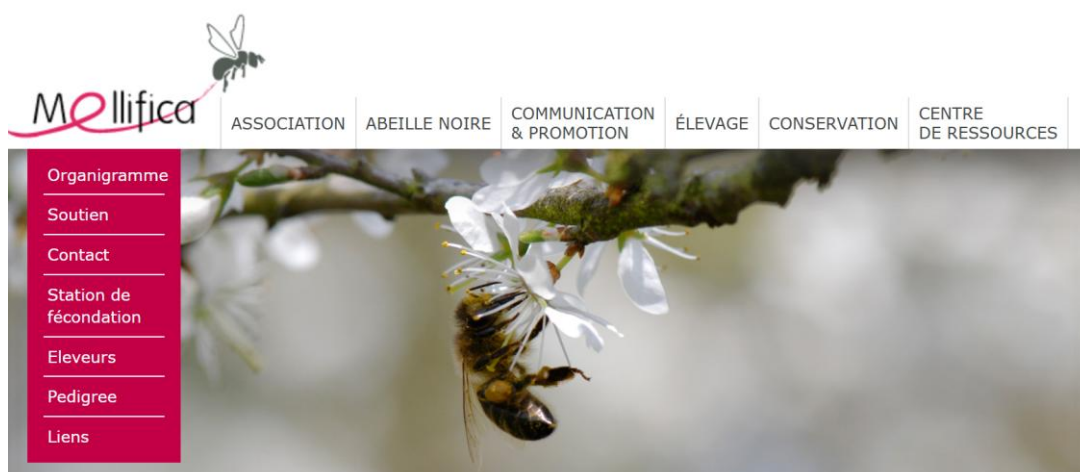 Mellifica
ASSOCIATION
ABEILLE NOIRE
COMMUNICATION
& PROMOTION
ÉLEVAGE
CONSERVATION
CENTRE
DE RESSOURCES
Organigramme
Soutien
Contact
Station de
fécondation
Eleveurs
Pedigree
Liens